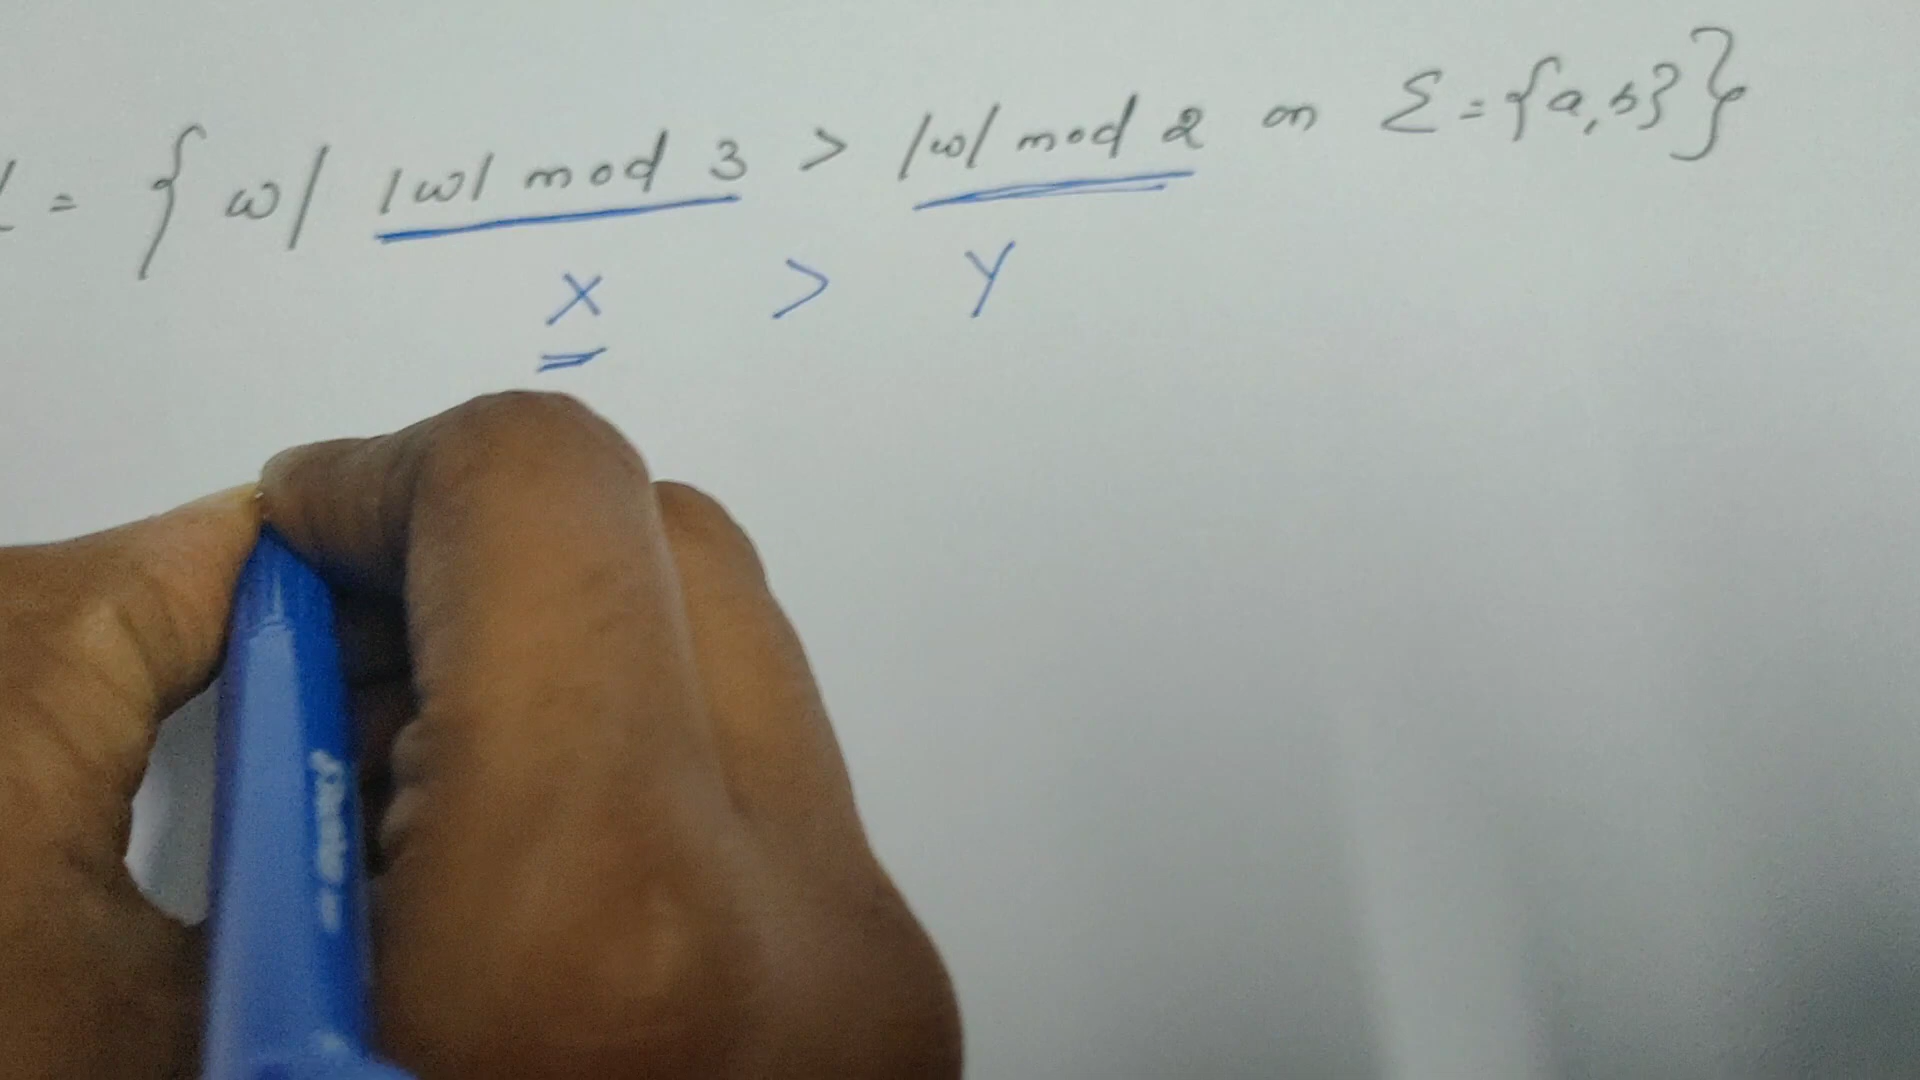 L = { w / |w| mod 3 > |w| mod 2 on Σ = {a, b} }
X > Y